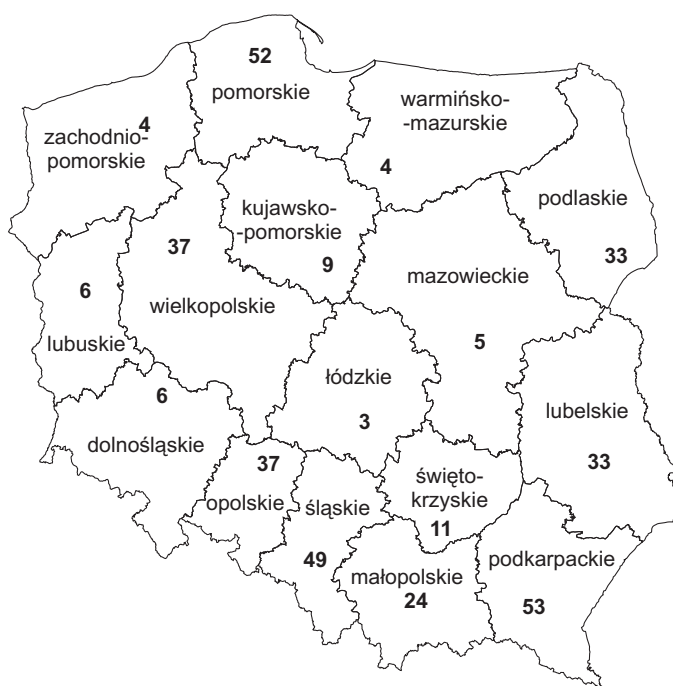 52
pomorskie
warmińsko-
-mazurskie
4
zachodnio-
pomorskie
4
podlaskie
kujawsko-
-pomorskie
37
33
9
mazowieckie
6
wielkopolskie
lubuskie
5
łódzkie
6
lubelskie
3
dolnośląskie
37
33
święto-
krzyskie
opolskie
śląskie
11
49
podkarpackie
małopolskie
24
53